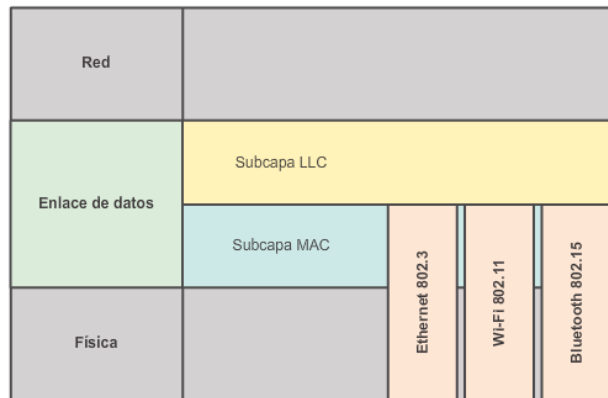 Red
Subcapa LLC
Enlace de datos
Subcapa MAC
Física
Ethernet 802.3
Wi-Fi 802.11
Bluetooth 802.15